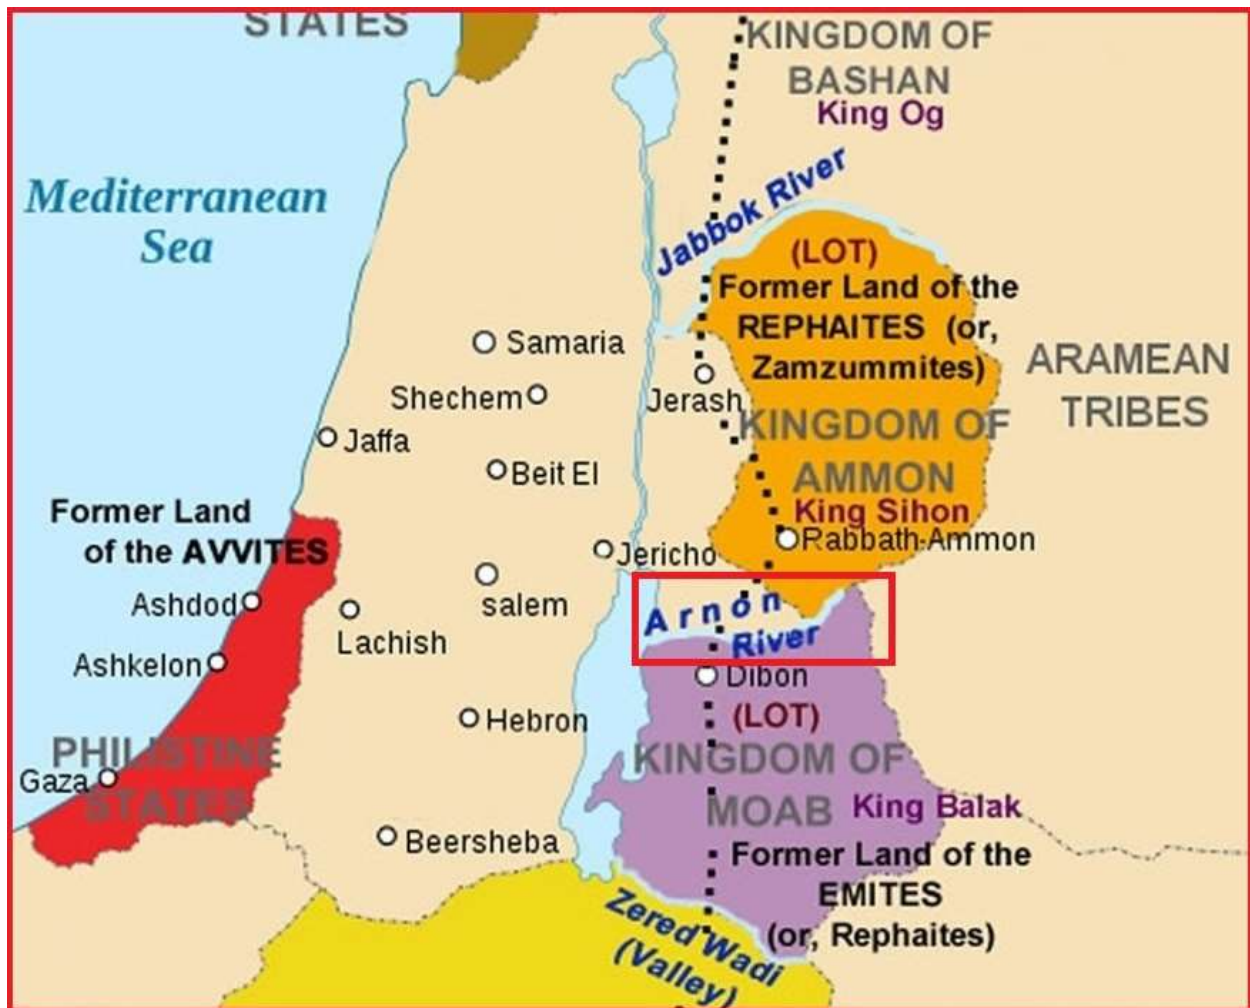 STATES
KINGDOM OF
BASHAN
King Og
Mediterranean
Sea
Jabbok River
(LOT)
Former Land of the
REPHAITES (or,
Zamzummites)
ARAMEAN
TRIBES
Samaria
Shechem
Jerash
KINGDOM OF
AMMON
King Sihon
Rabbath-Ammon
Jaffa
Beit El
Former Land
of the AVVITES
Jericho
Ashdod
salem
Lachish
Arnon
River
Ashkelon
Dibon
(LOT)
Hebron
KINGDOM OF
MOAB
King Balak
PHILISTINE
STATES
Gaza
Beersheba
Former Land of the
EMITES
(or, Rephaites)
Zered Wadi
(Valley)